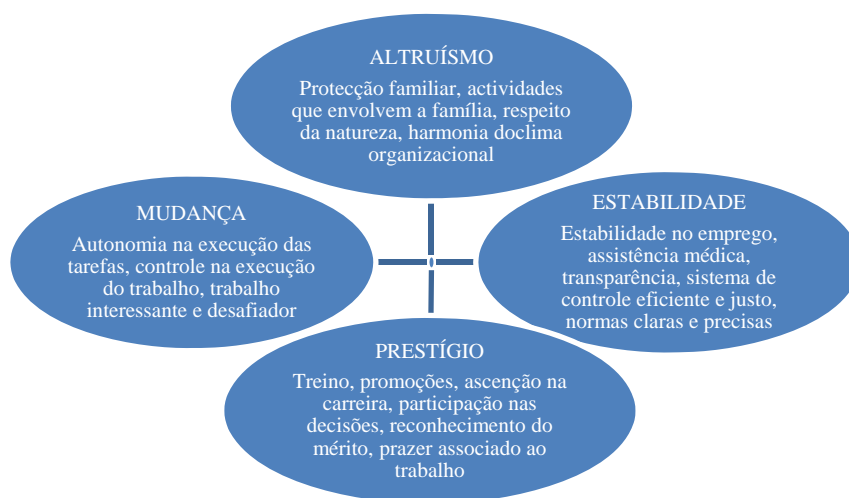 ALTRUÍSMO
Protecção familiar, actividades
que envolvem a família, respeito
da natureza, harmonia doclima
organizacional
MUDANÇA
Autonomia na execução das
tarefas, controle na execução
do trabalho, trabalho
interessante e desafiador
ESTABILIDADE
Estabilidade no emprego,
assistência médica,
transparência, sistema de
controle eficiente e justo,
normas claras e precisas
PRESTÍGIO
Treino, promoções, ascenção na
carreira, participação nas
decisões, reconhecimento do
mérito, prazer associado ao
trabalho